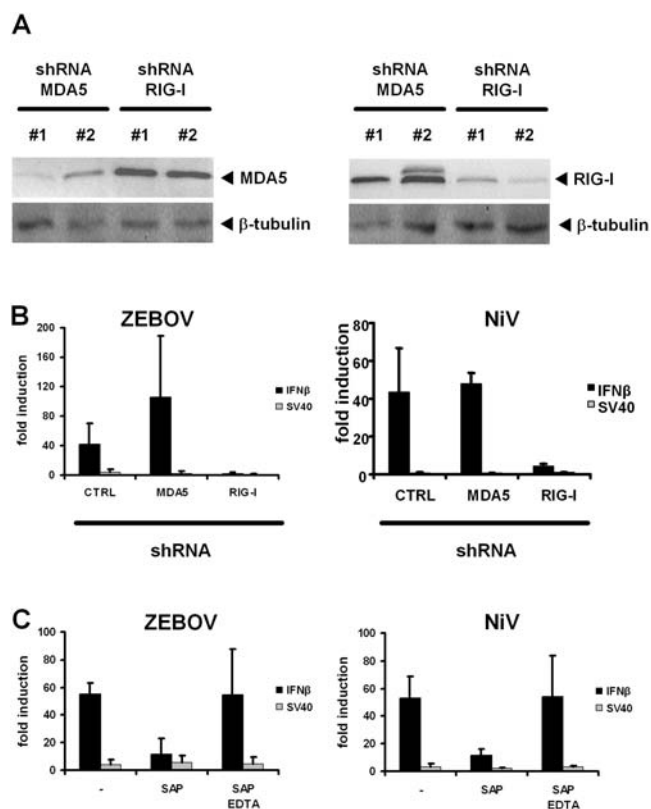 A
shRNA MDA5
shRNA RIG-I
#1 #2 #1 #2
◄ MDA5
◄ β-tubulin
shRNA MDA5
shRNA RIG-I
#1 #2 #1 #2
◄ RIG-I
◄ β-tubulin
B
ZEBOV
fold induction
200
160
120
80
40
0
CTRL MDA5 RIG-I
shRNA
IFNβ
SV40
NiV
fold induction
80
60
40
20
0
CTRL MDA5 RIG-I
shRNA
IFNβ
SV40
C
ZEBOV
fold induction
100
80
60
40
20
0
- SAP SAP EDTA
IFNβ
SV40
NiV
fold induction
100
80
60
40
20
0
- SAP SAP EDTA
IFNβ
SV40